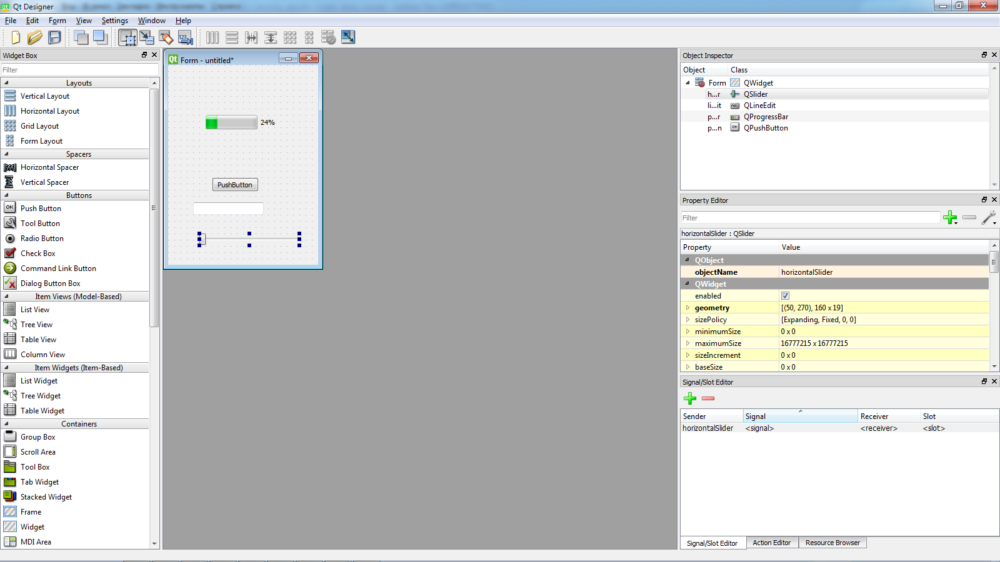 Qt Designer
File Edit Form View Settings Window Help
Widget Box
Filter
Layouts
Vertical Layout
Horizontal Layout
Grid Layout
Form Layout
Spacers
Horizontal Spacer
Vertical Spacer
Buttons
OK Push Button
Tool Button
Radio Button
Check Box
Command Link Button
Dialog Button Box
Item Views (Model-Based)
List View
Tree View
Table View
Column View
Item Widgets (Item-Based)
List Widget
Tree Widget
Table Widget
Containers
Group Box
Scroll Area
Tool Box
Tab Widget
Stacked Widget
Frame
Widget
MDI Area
Qt Form - untitled*
24%
PushButton
Object Inspector
Object Class
Form QWidget
h...r QSlider
li...it QLineEdit
p...r QProgressBar
p...n OK QPushButton
Property Editor
Filter
horizontalSlider : QSlider
Property Value
QObject
objectName horizontalSlider
QWidget
enabled
geometry [(50, 270), 160 x 19]
sizePolicy [Expanding, Fixed, 0, 0]
minimumSize 0 x 0
maximumSize 16777215 x 16777215
sizeIncrement 0 x 0
baseSize 0 x 0
Signal/Slot Editor
Sender Signal Receiver Slot
horizontalSlider <signal> <receiver> <slot>
Signal/Slot Editor Action Editor Resource Browser